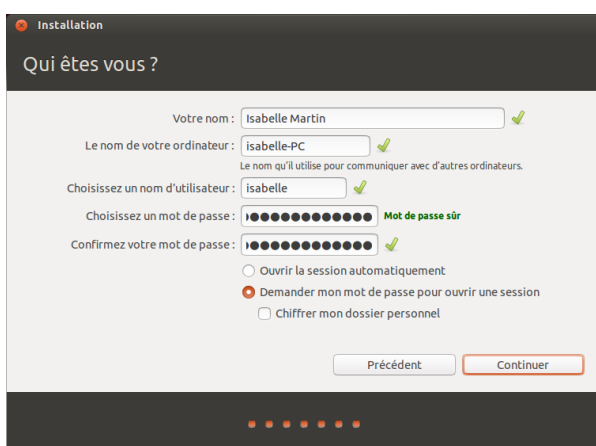 Installation
Qui êtes vous ?
Votre nom : Isabelle Martin
Le nom de votre ordinateur : isabelle-PC
Le nom qu'il utilise pour communiquer avec d'autres ordinateurs.
Choisissez un nom d'utilisateur : isabelle
Choisissez un mot de passe : ●●●●●●●●●●●● Mot de passe sûr
Confirmez votre mot de passe : ●●●●●●●●●●●●
Ouvrir la session automatiquement
Demander mon mot de passe pour ouvrir une session
Chiffrer mon dossier personnel
Précédent Continuer